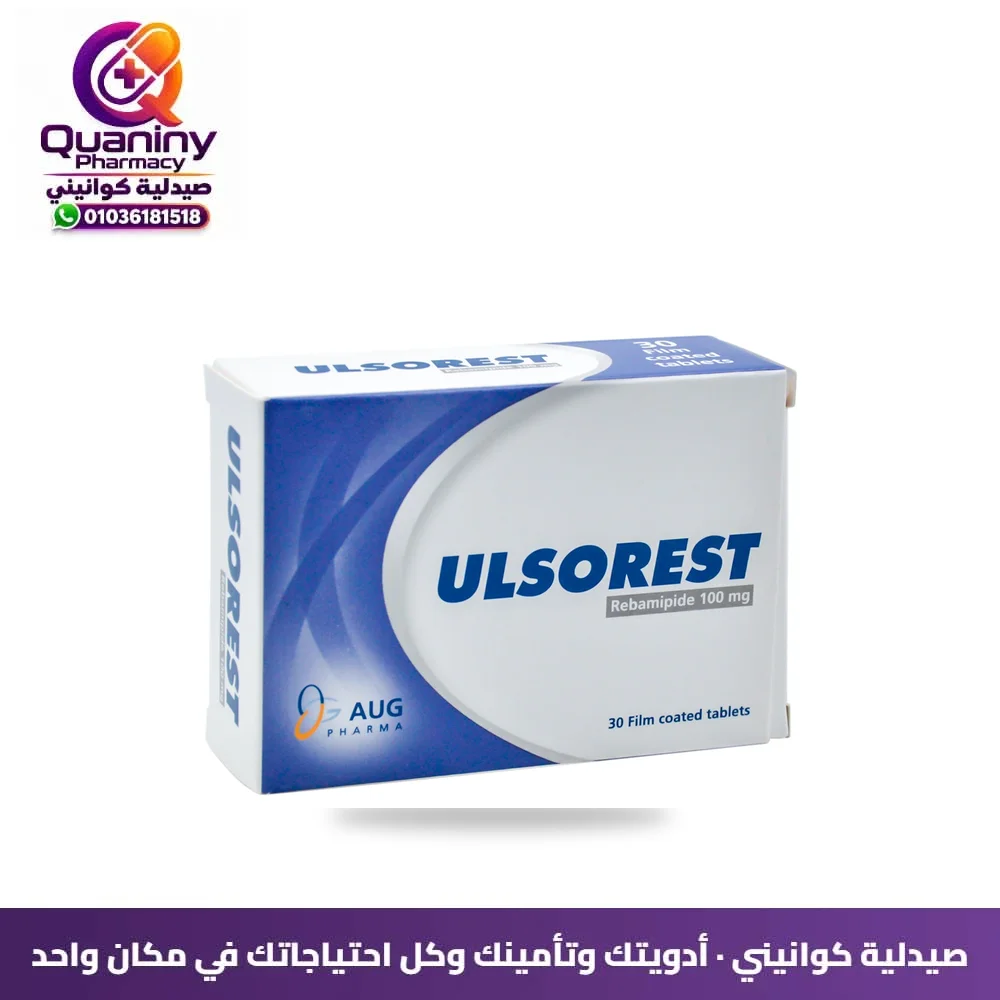 Quaniny
Pharmacy
صيدلية كوانيني
01036181518
ULSOREST
30
Film
coated
tablets
ULSOREST
ULSOREST
Rebamipide 100 mg
30 Film coated tablets
AUG
PHARMA
صيدلية كوانيني · أدويتك وتأمينك وكل احتياجاتك في مكان واحد